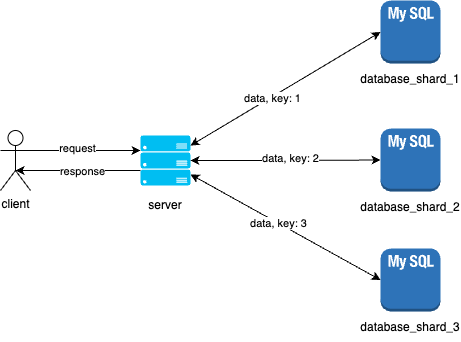 My SQL
database_shard_1
data, key: 1
request
My SQL
data, key: 2
response
client
server
database_shard_2
data, key: 3
My SQL
database_shard_3